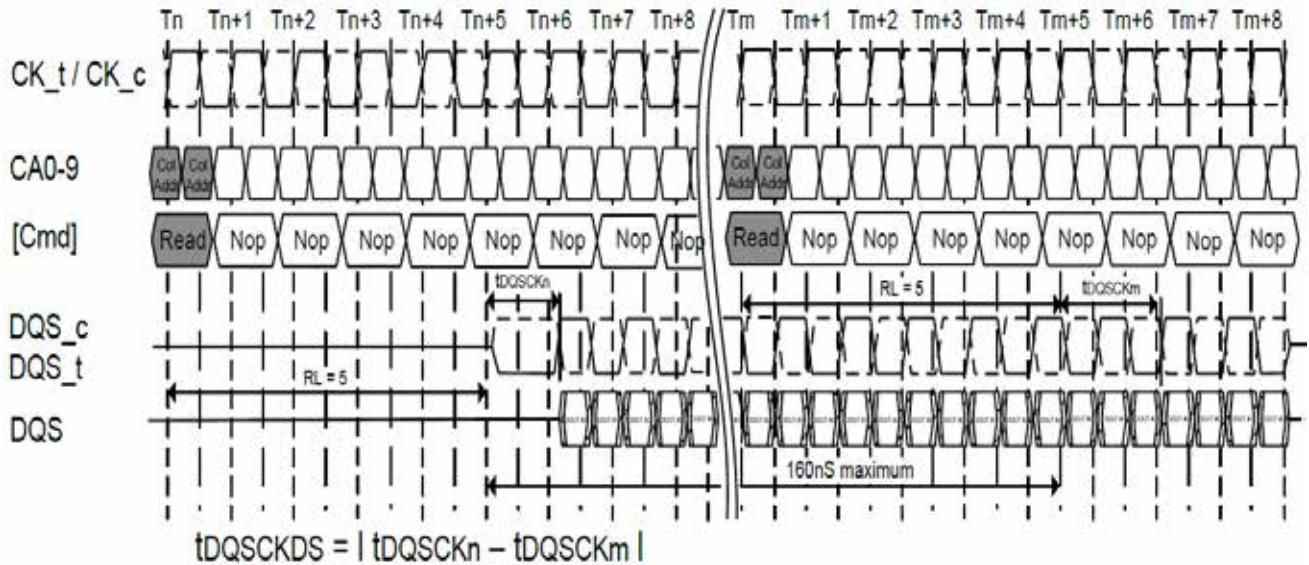 Tn Tn+1 Tn+2 Tn+3 Tn+4 Tn+5 Tn+6 Tn+7 Tn+8 Tm Tm+1 Tm+2 Tm+3 Tm+4 Tm+5 Tm+6 Tm+7 Tm+8
CK_t / CK_c
CA0-9 Col Addr Col Addr Col Addr Col Addr
[Cmd] Read Nop Nop Nop Nop Nop Nop Nop Nop Read Nop Nop Nop Nop Nop Nop Nop Nop
tDQSCKn RL = 5 tDQSCKm
DQS_c
DQS_t
RL = 5
DQS
160nS maximum
tDQSCKDS = | tDQSCKn – tDQSCKm |